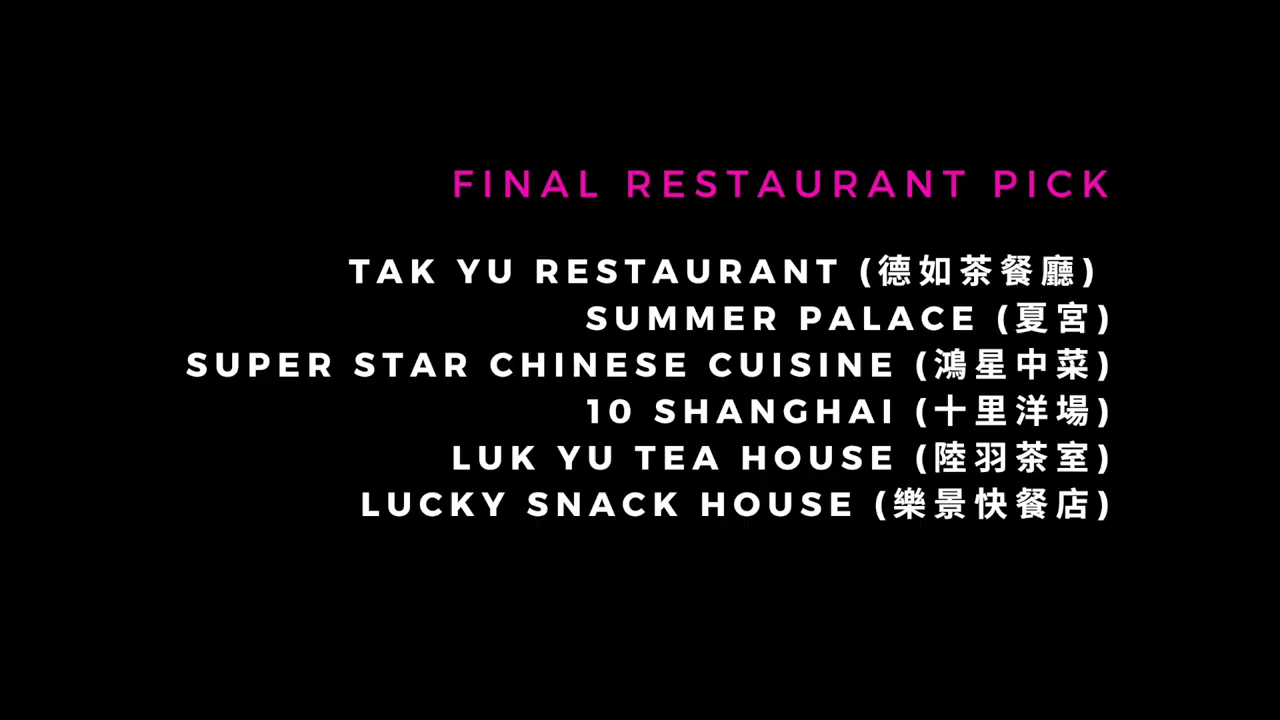 FINAL RESTAURANT PICK
TAK YU RESTAURANT (德如茶餐廳)
SUMMER PALACE (夏宮)
SUPER STAR CHINESE CUISINE (鴻星中菜)
10 SHANGHAI (十里洋場)
LUK YU TEA HOUSE (陸羽茶室)
LUCKY SNACK HOUSE (樂景快餐店)